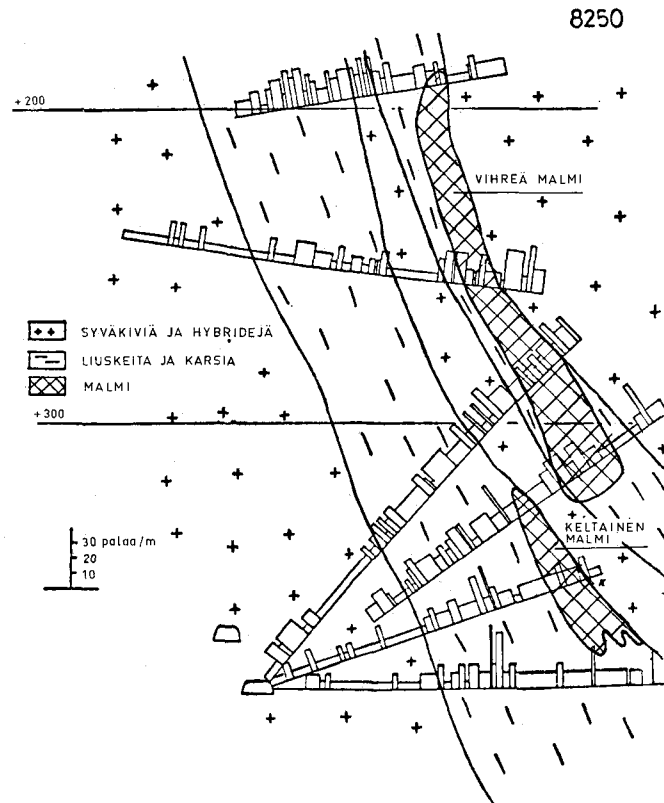 8250
+200
VIHREÄ MALMI
SYVÄKIVIÄ JA HYBRIDEJÄ
LIUSKEITA JA KARSIA
MALMI
+300
30 palaa/m
20
10
KELTAINEN
MALMI
K